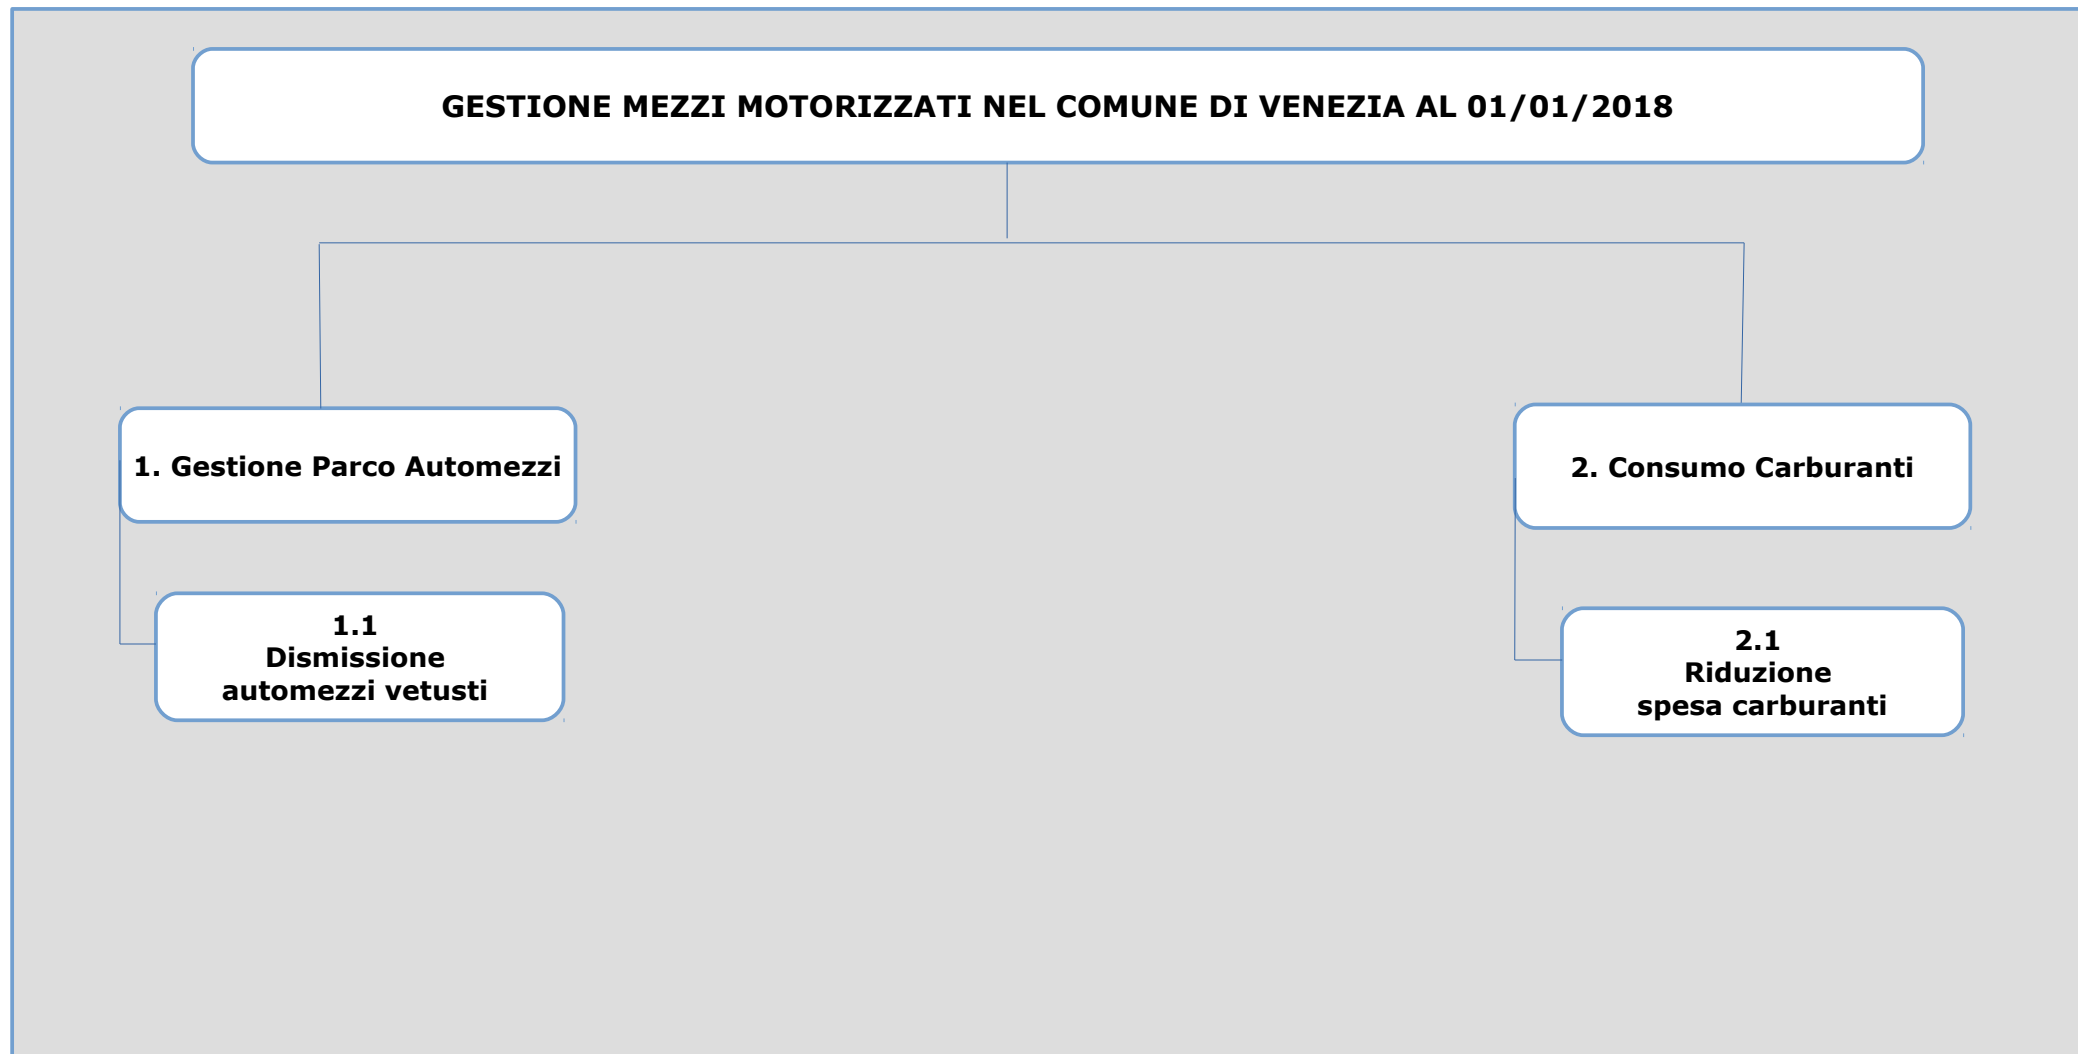 GESTIONE MEZZI MOTORIZZATI NEL COMUNE DI VENEZIA AL 01/01/2018
1. Gestione Parco Automezzi
2. Consumo Carburanti
1.1
Dismissione
automezzi vetusti
2.1
Riduzione
spesa carburanti